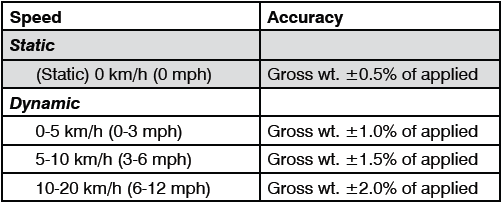 Speed Accuracy
Static
(Static) 0 km/h (0 mph) Gross wt. ±0.5% of applied
Dynamic
0-5 km/h (0-3 mph) Gross wt. ±1.0% of applied
5-10 km/h (3-6 mph) Gross wt. ±1.5% of applied
10-20 km/h (6-12 mph) Gross wt. ±2.0% of applied